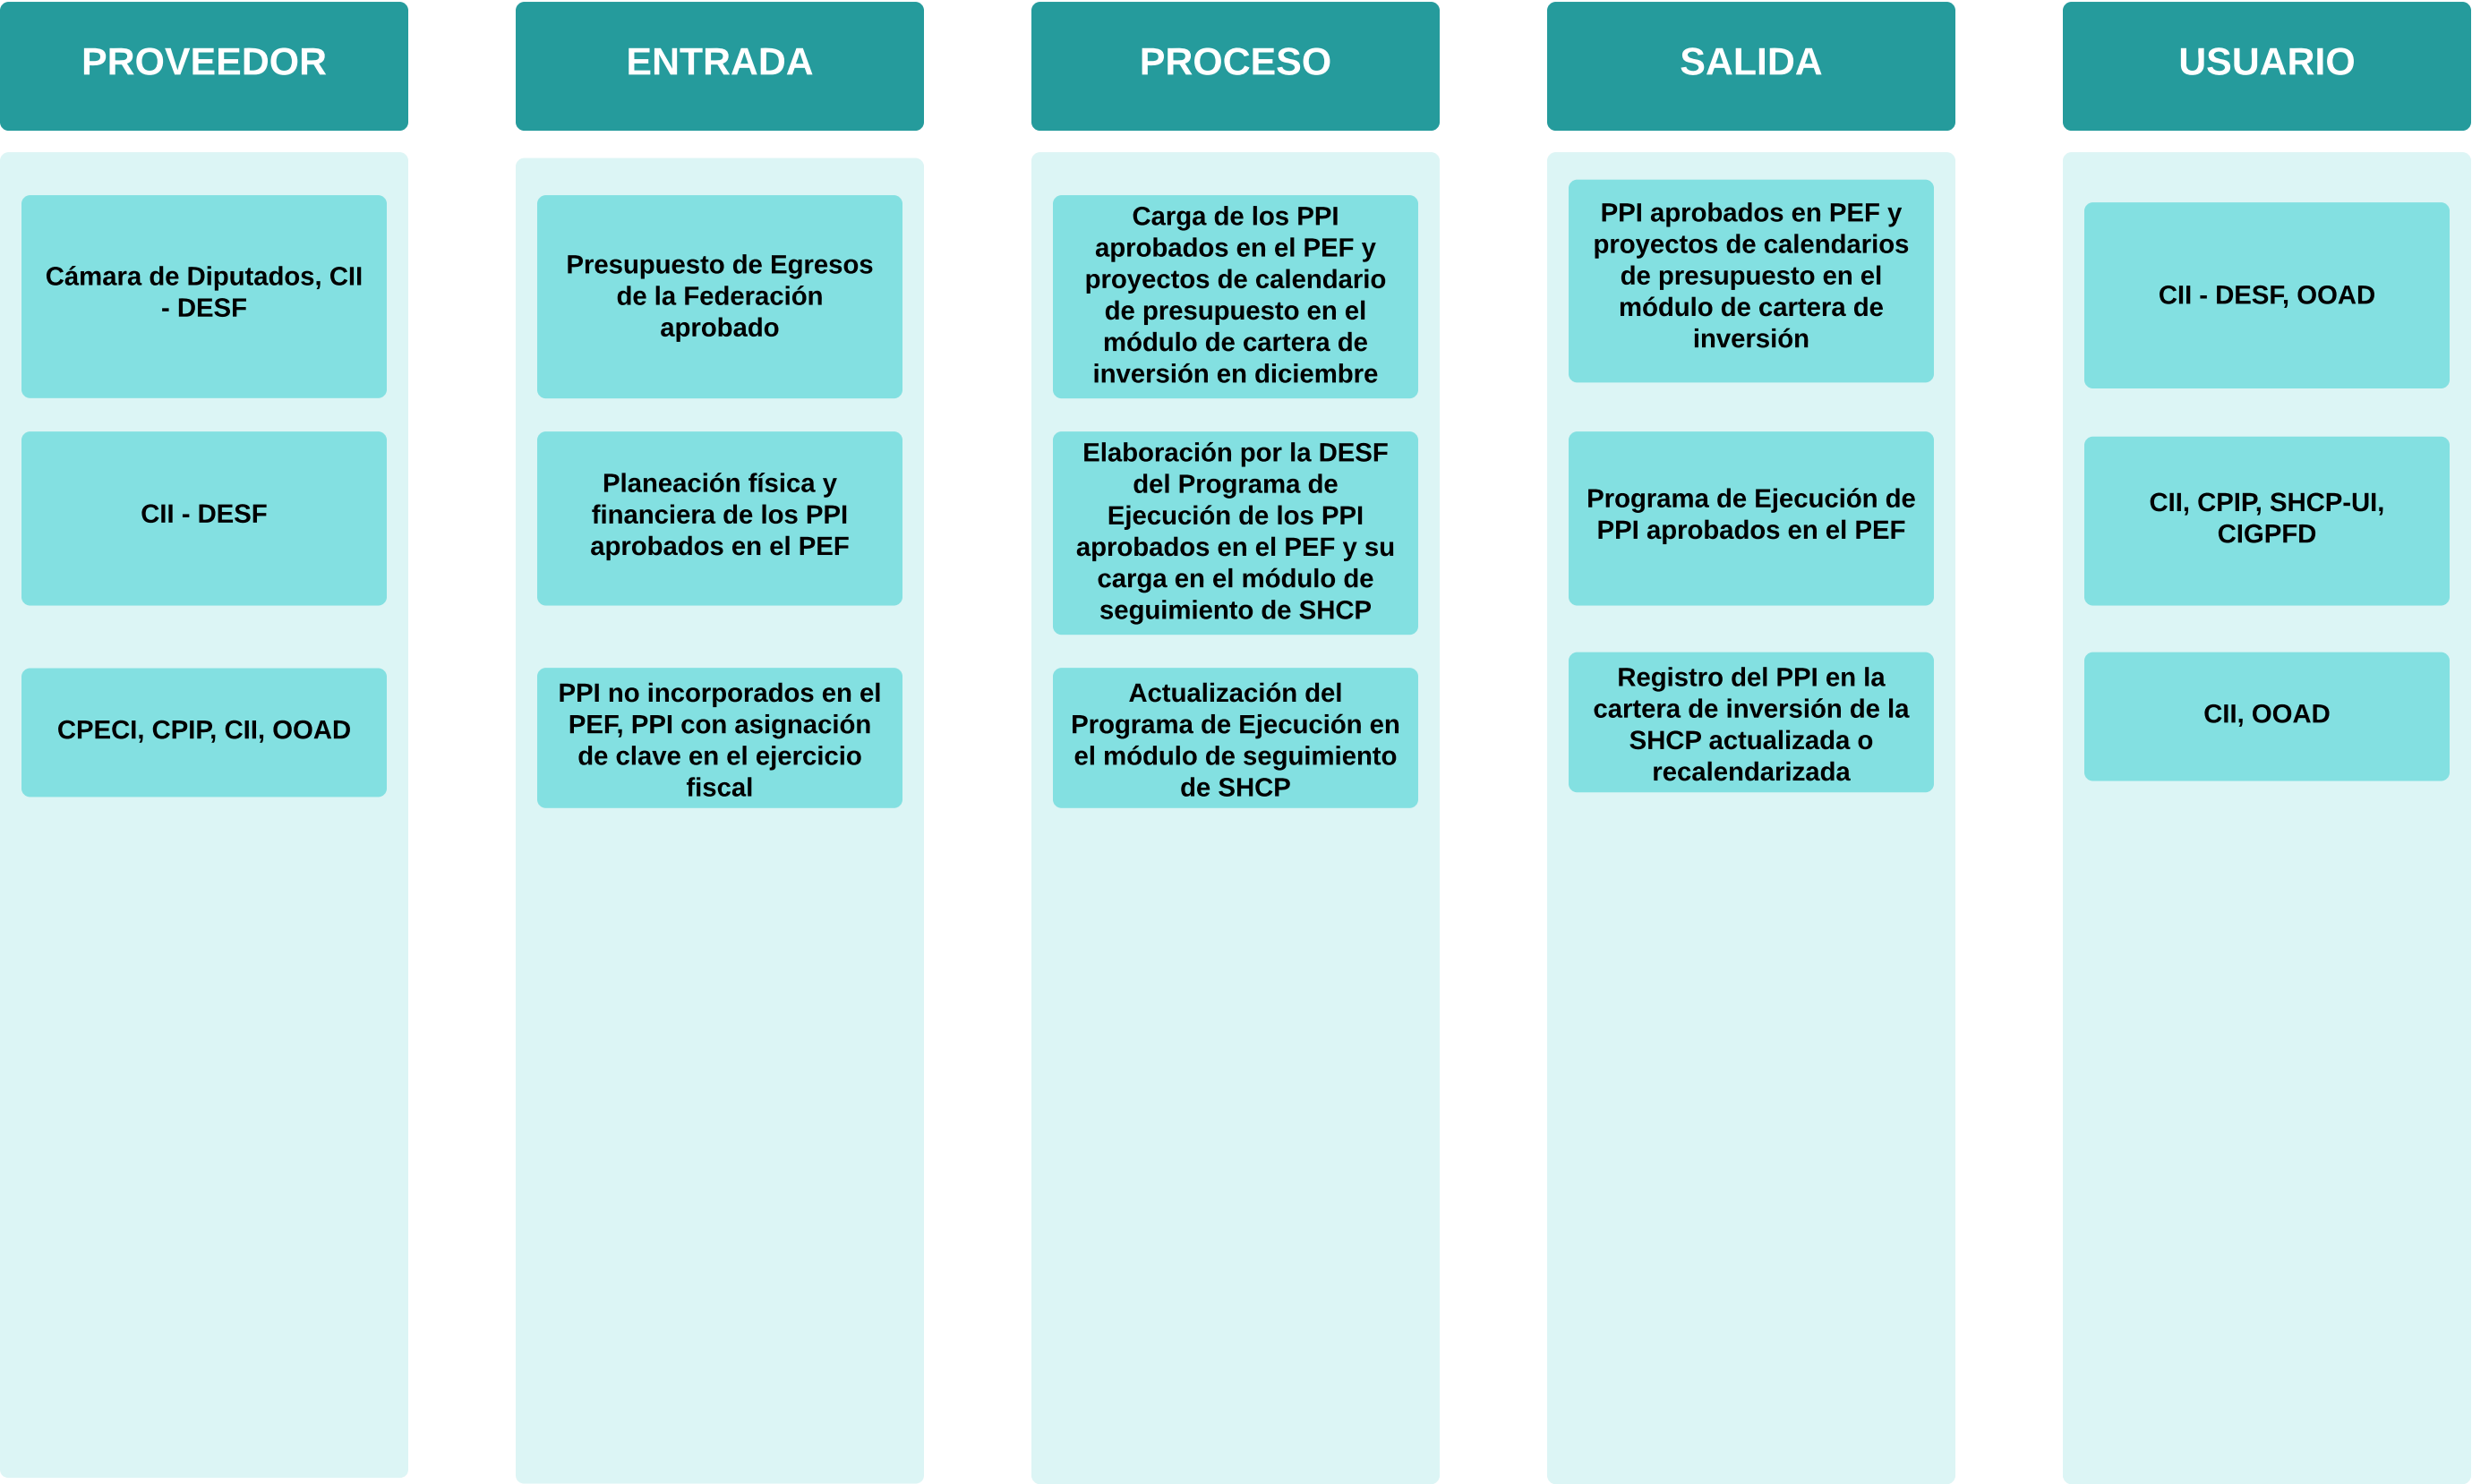 PROVEEDOR
ENTRADA
PROCESO
SALIDA
USUARIO
Cámara de Diputados, CII
- DESF
Presupuesto de Egresos
de la Federación
aprobado
Carga de los PPI
aprobados en el PEF y
proyectos de calendario
de presupuesto en el
módulo de cartera de
inversión en diciembre
PPI aprobados en PEF y
proyectos de calendarios
de presupuesto en el
módulo de cartera de
inversión
CII - DESF, OOAD
CII - DESF
Planeación física y
financiera de los PPI
aprobados en el PEF
Elaboración por la DESF
del Programa de
Ejecución de los PPI
aprobados en el PEF y su
carga en el módulo de
seguimiento de SHCP
Programa de Ejecución de
PPI aprobados en el PEF
CII, CPIP, SHCP-UI,
CIGPFD
CPECI, CPIP, CII, OOAD
PPI no incorporados en el
PEF, PPI con asignación
de clave en el ejercicio
fiscal
Actualización del
Programa de Ejecución en
el módulo de seguimiento
de SHCP
Registro del PPI en la
cartera de inversión de la
SHCP actualizada o
recalendarizada
CII, OOAD